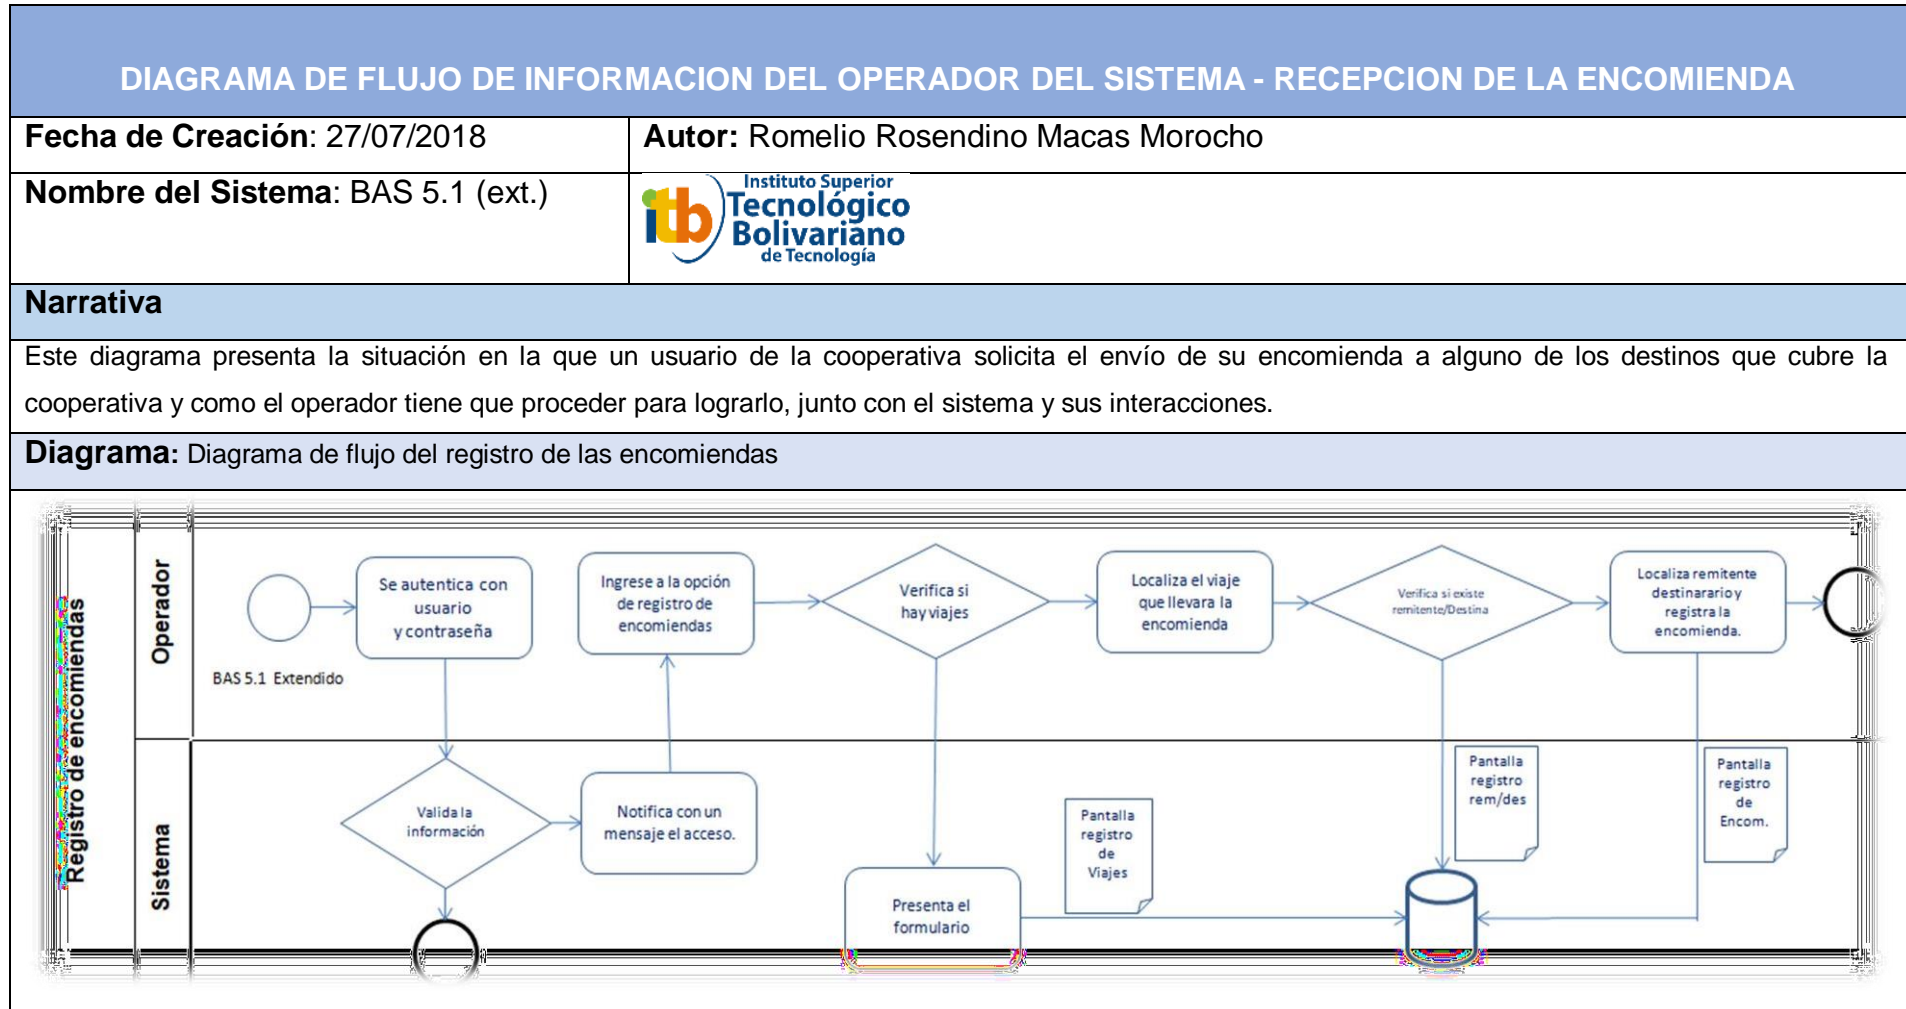 DIAGRAMA DE FLUJO DE INFORMACION DEL OPERADOR DEL SISTEMA - RECEPCION DE LA ENCOMIENDA
Fecha de Creación: 27/07/2018
Autor: Romelio Rosendino Macas Morocho
Nombre del Sistema: BAS 5.1 (ext.)
itb
Instituto Superior
Tecnológico
Bolivariano
de Tecnología
Narrativa
Este diagrama presenta la situación en la que un usuario de la cooperativa solicita el envío de su encomienda a alguno de los destinos que cubre la
cooperativa y como el operador tiene que proceder para lograrlo, junto con el sistema y sus interacciones.
Diagrama: Diagrama de flujo del registro de las encomiendas
Registro de encomiendas
Operador
BAS 5.1 Extendido
Se autentica con
usuario
y contraseña
Ingrese a la opción
de registro de
encomiendas
Verifica si
hay viajes
Localiza el viaje
que llevara la
encomienda
Verifica si existe
remitente/Destina
Localiza remitente
destinarario y
registra la
encomienda.
Sistema
Valida la
información
Notifica con un
mensaje el acceso.
Presenta el
formulario
Pantalla
registro
de
Viajes
Pantalla
registro
rem/des
Pantalla
registro
de
Encom.